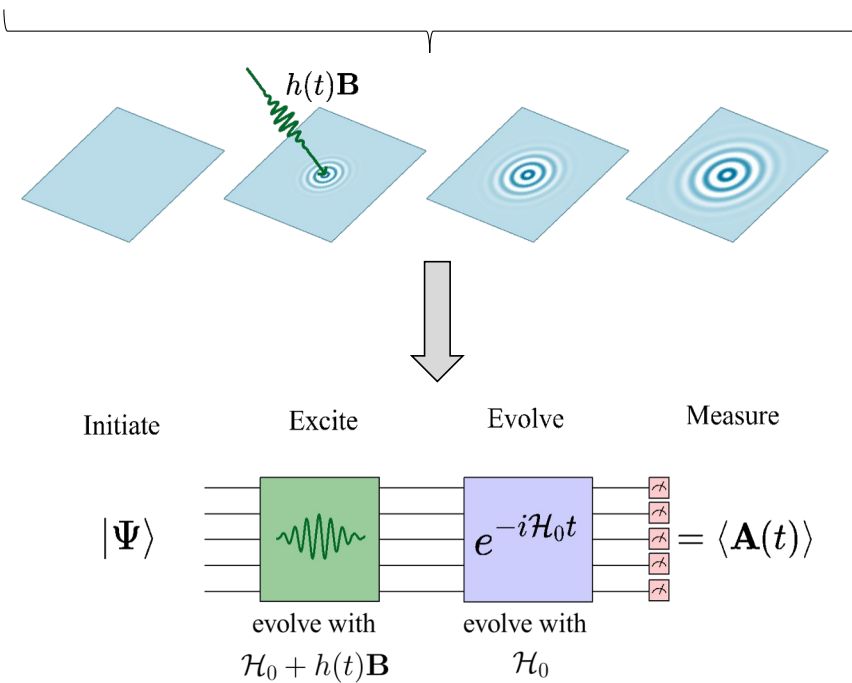 h(t)B
Initiate Excite Evolve Measure
|Ψ⟩ e^{-iℋ₀t} = ⟨A(t)⟩
evolve with evolve with
ℋ₀ + h(t)B ℋ₀